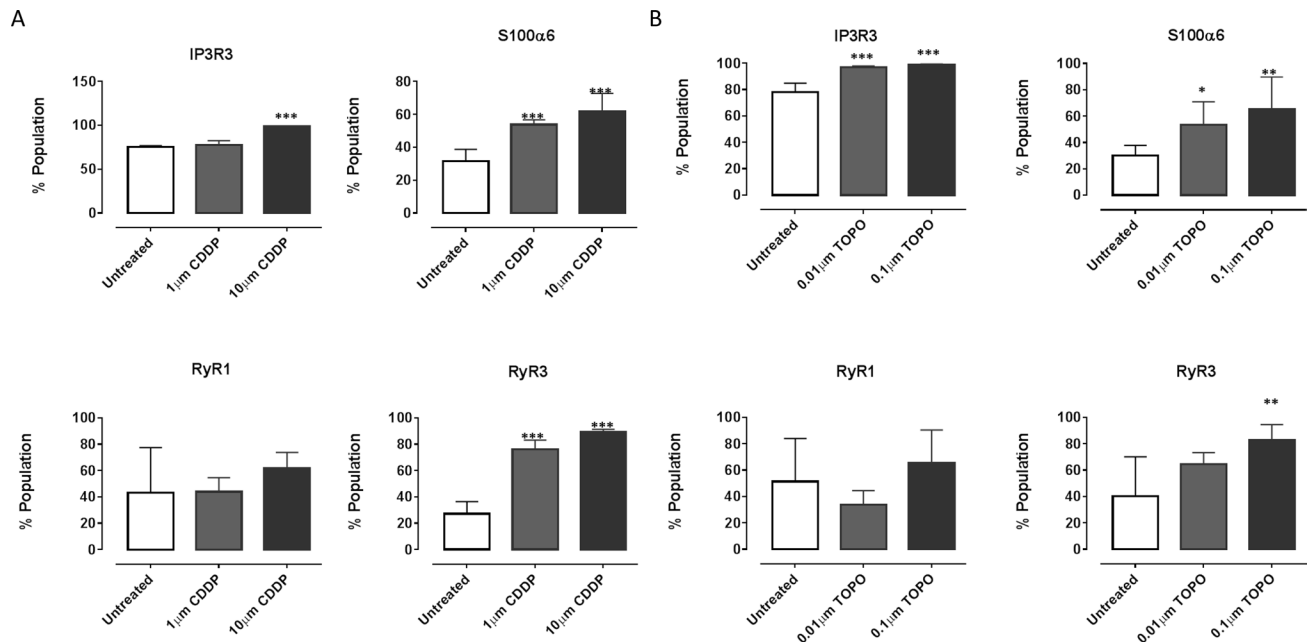 A
IP3R3
% Population
150
100
50
0
***
Untreated
1μm CDDP
10μm CDDP
S100α6
% Population
80
60
40
20
0
***
***
Untreated
1μm CDDP
10μm CDDP
RyR1
% Population
100
80
60
40
20
0
Untreated
1μm CDDP
10μm CDDP
RyR3
% Population
100
80
60
40
20
0
***
***
Untreated
1μm CDDP
10μm CDDP
B
IP3R3
% Population
100
80
60
40
20
0
***
***
Untreated
0.01μm TOPO
0.1μm TOPO
S100α6
% Population
100
80
60
40
20
0
*
**
Untreated
0.01μm TOPO
0.1μm TOPO
RyR1
% Population
100
80
60
40
20
0
Untreated
0.01μm TOPO
0.1μm TOPO
RyR3
% Population
100
80
60
40
20
0
**
Untreated
0.01μm TOPO
0.1μm TOPO